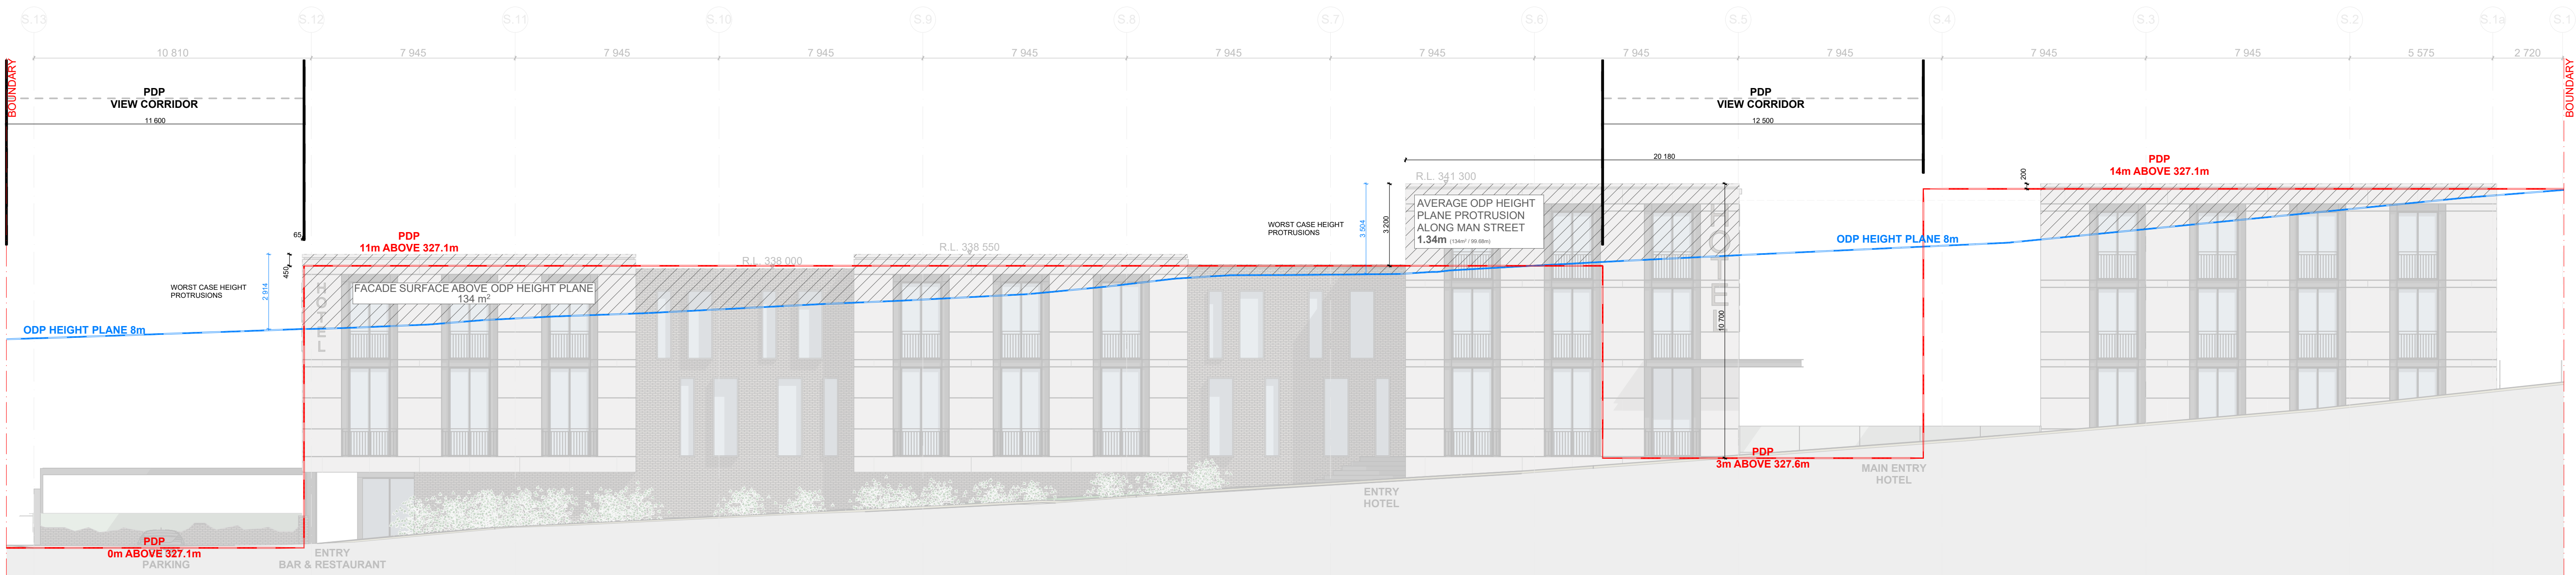 S.13
S.12
S.11
S.10
S.9
S.8
S.7
S.6
S.5
S.4
S.3
S.2
S.1a
S.1
10 810
7 945
7 945
7 945
7 945
7 945
7 945
7 945
7 945
7 945
7 945
5 575
2 720
BOUNDARY
PDP
VIEW CORRIDOR
11 600
PDP
VIEW CORRIDOR
12 500
BOUNDARY
20 180
PDP
14m ABOVE 327.1m
200
R.L. 341 300
AVERAGE ODP HEIGHT
PLANE PROTRUSION
ALONG MAN STREET
1.34m (134m² / 99.68m)
WORST CASE HEIGHT
PROTRUSIONS
3 504
3 200
HOTEL
10 700
ODP HEIGHT PLANE 8m
65
PDP
11m ABOVE 327.1m
R.L. 338 550
R.L. 338 000
450
2 914
WORST CASE HEIGHT
PROTRUSIONS
HOTEL
FACADE SURFACE ABOVE ODP HEIGHT PLANE
134 m²
ODP HEIGHT PLANE 8m
PDP
3m ABOVE 327.6m
MAIN ENTRY
HOTEL
ENTRY
HOTEL
PDP
0m ABOVE 327.1m
PARKING
ENTRY
BAR & RESTAURANT